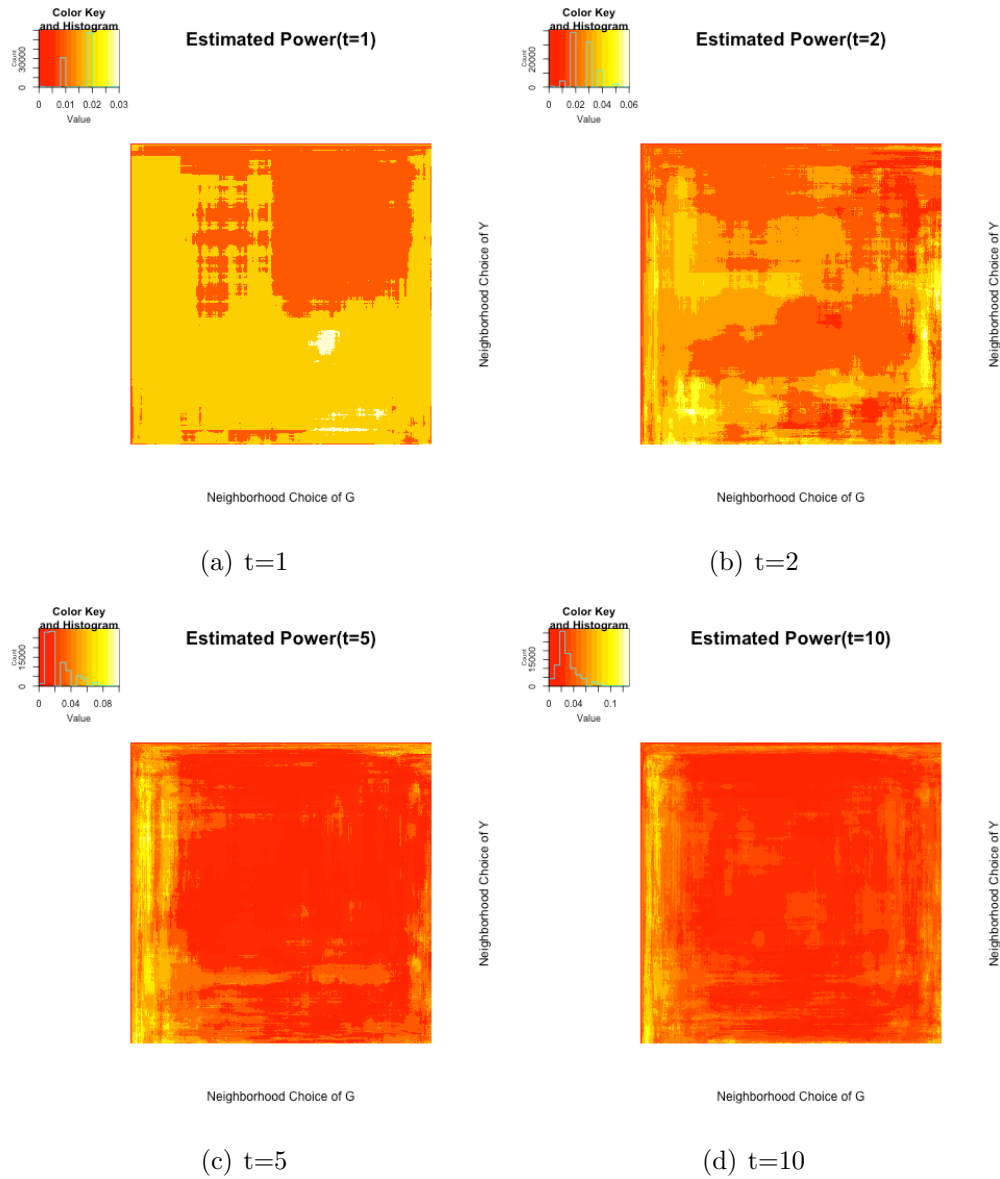 Color Key
and Histogram
Estimated Power(t=1)
Count
0 30000
0 0.01 0.02 0.03
Value
Neighborhood Choice of Y
Neighborhood Choice of G
(a) t=1
Color Key
and Histogram
Estimated Power(t=2)
Count
0 20000
0 0.02 0.04 0.06
Value
Neighborhood Choice of Y
Neighborhood Choice of G
(b) t=2
Color Key
and Histogram
Estimated Power(t=5)
Count
0 15000
0 0.04 0.08
Value
Neighborhood Choice of Y
Neighborhood Choice of G
(c) t=5
Color Key
and Histogram
Estimated Power(t=10)
Count
0 15000
0 0.04 0.1
Value
Neighborhood Choice of Y
Neighborhood Choice of G
(d) t=10